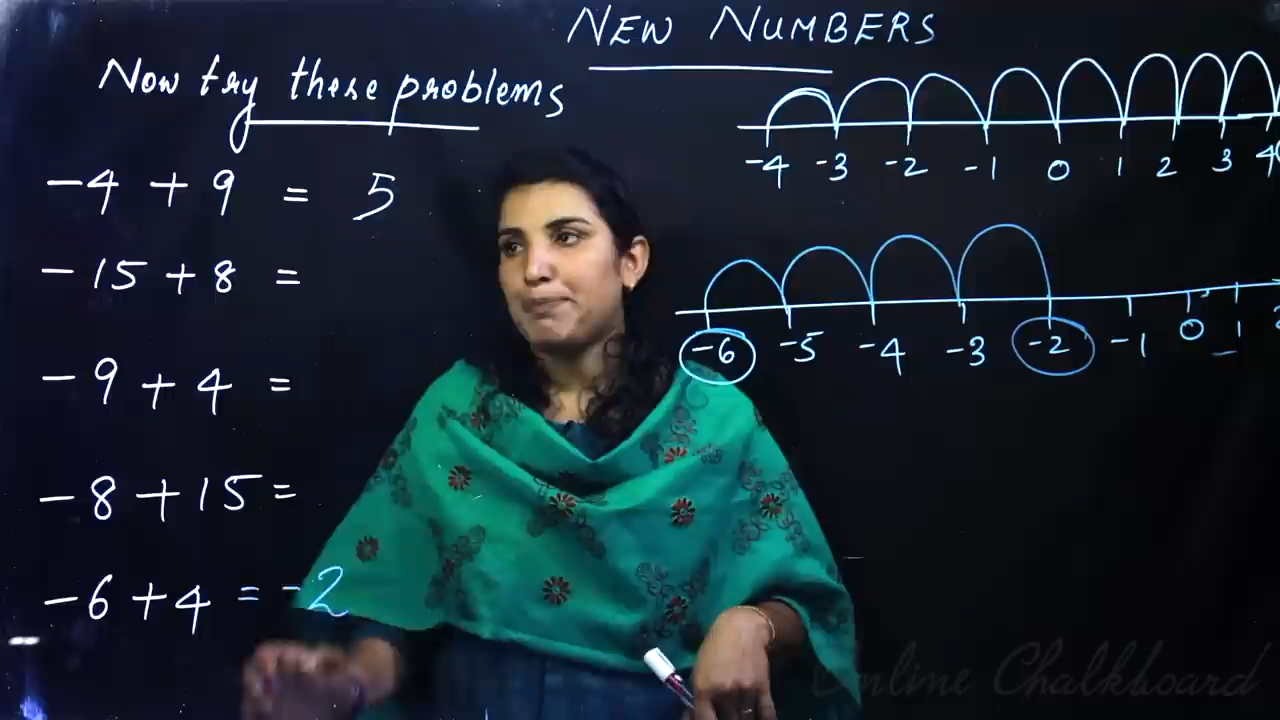 NEW NUMBERS
Now try these problems
-4 + 9 = 5
-15 + 8 =
-9 + 4 =
-8 + 15 =
-6 + 4 = -2
-4 -3 -2 -1 0 1 2 3 4
-6 -5 -4 -3 -2 -1 0 1
Online Chalkboard